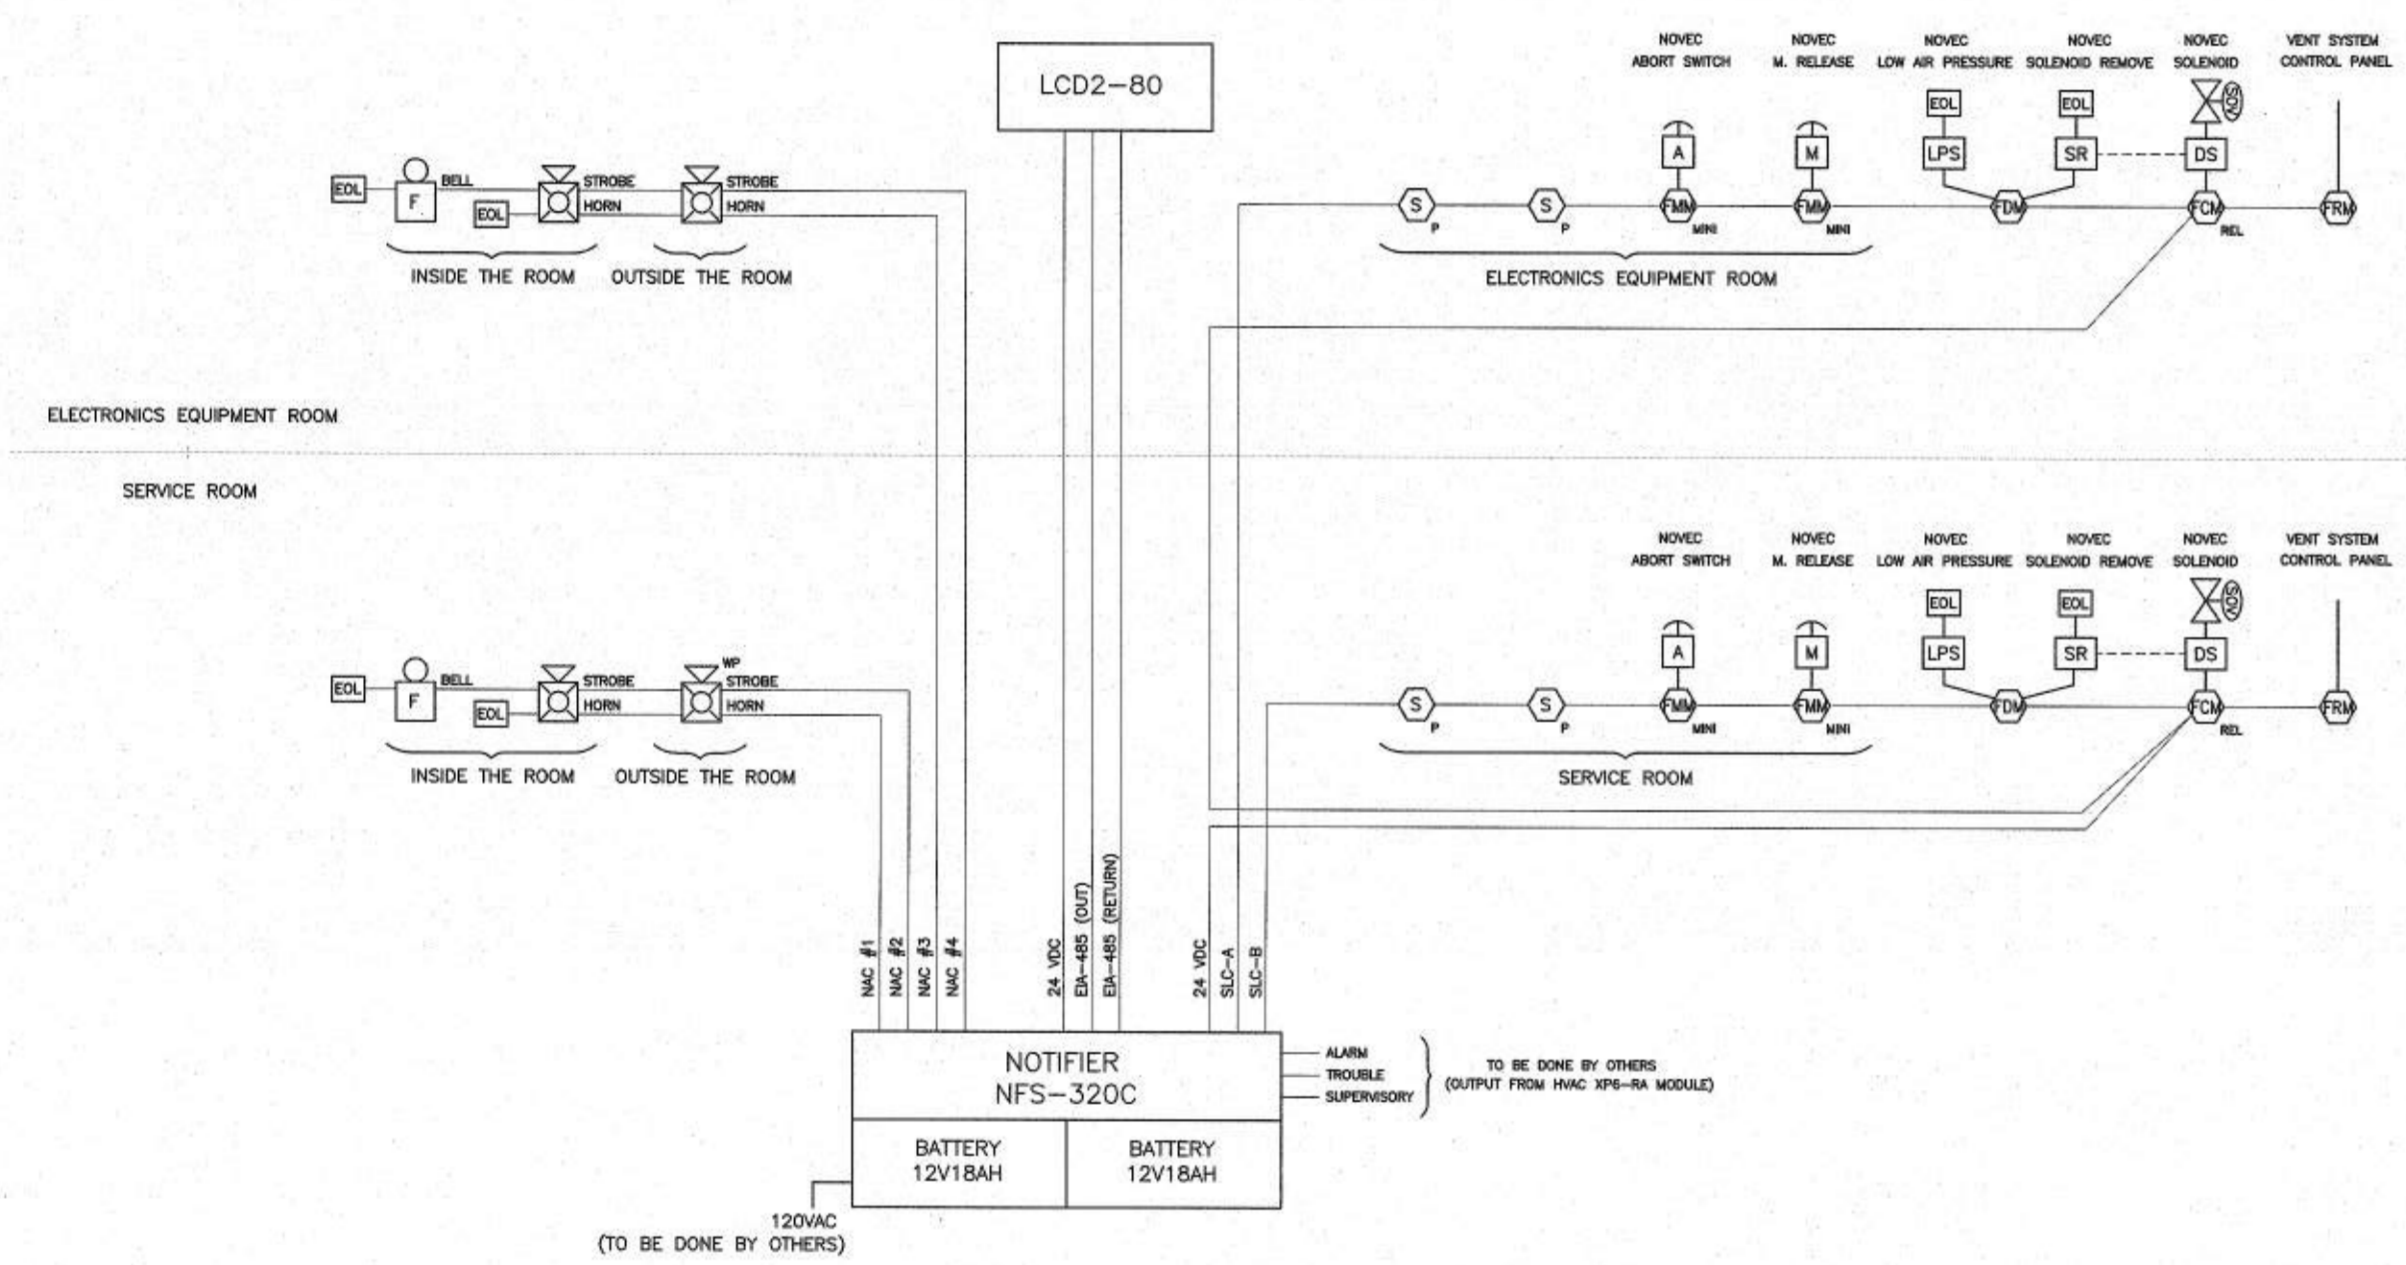 LCD2-80
NOVEC
ABORT SWITCH
NOVEC
M. RELEASE
NOVEC
LOW AIR PRESSURE
NOVEC
SOLENOID REMOVE
NOVEC
SOLENOID
VENT SYSTEM
CONTROL PANEL
EOL
EOL
SOV
A
M
LPS
SR
DS
EOL
F
BELL
EOL
STROBE
HORN
STROBE
HORN
S
P
S
P
FMM
MINI
FMM
MINI
FDM
FCM
REL
FRM
INSIDE THE ROOM
OUTSIDE THE ROOM
ELECTRONICS EQUIPMENT ROOM
ELECTRONICS EQUIPMENT ROOM
SERVICE ROOM
NOVEC
ABORT SWITCH
NOVEC
M. RELEASE
NOVEC
LOW AIR PRESSURE
NOVEC
SOLENOID REMOVE
NOVEC
SOLENOID
VENT SYSTEM
CONTROL PANEL
EOL
EOL
SOV
A
M
LPS
SR
DS
EOL
F
BELL
EOL
STROBE
HORN
WP
STROBE
HORN
S
P
S
P
FMM
MINI
FMM
MINI
FDM
FCM
REL
FRM
INSIDE THE ROOM
OUTSIDE THE ROOM
SERVICE ROOM
NAC #1
NAC #2
NAC #3
NAC #4
24 VDC
EIA-485 (OUT)
EIA-485 (RETURN)
24 VDC
SLC-A
SLC-B
NOTIFIER
NFS-320C
ALARM
TROUBLE
SUPERVISORY
TO BE DONE BY OTHERS
(OUTPUT FROM HVAC XP6-RA MODULE)
BATTERY
12V18AH
BATTERY
12V18AH
120VAC
(TO BE DONE BY OTHERS)